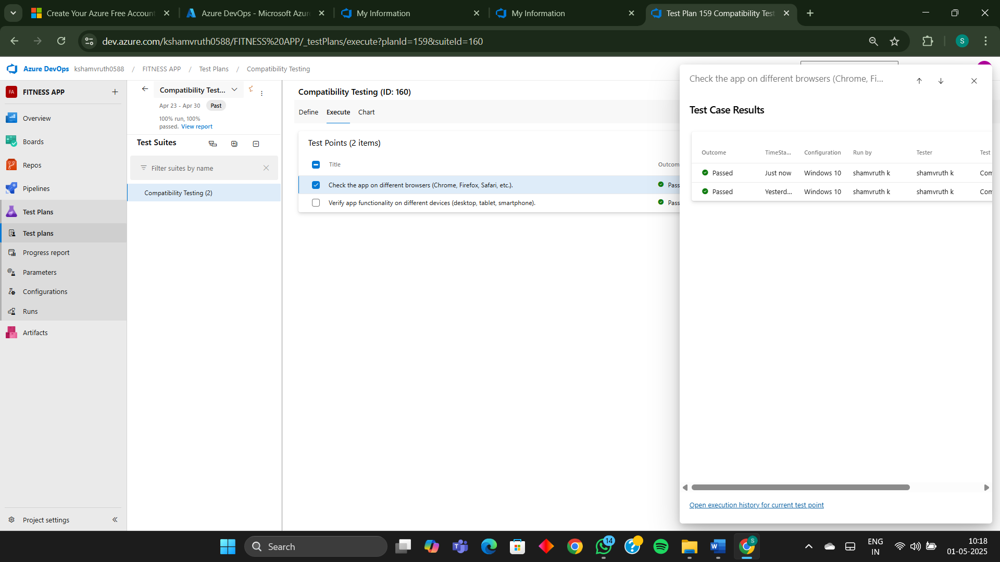 Create Your Azure Free Account
Azure DevOps - Microsoft Azur
My Information
My Information
Test Plan 159 Compatibility Test
dev.azure.com/kshamvruth0588/FITNESS%20APP/_testPlans/execute?planId=159&suiteId=160
S
Azure DevOps kshamvruth0588 / FITNESS APP / Test Plans / Compatibility Testing
FA FITNESS APP
Overview
Boards
Repos
Pipelines
Test Plans
Test plans
Progress report
Parameters
Configurations
Runs
Artifacts
Project settings
Compatibility Test...
Apr 23 - Apr 30 Past
100% run, 100%
passed. View report
Test Suites
Filter suites by name
Compatibility Testing (2)
Compatibility Testing (ID: 160)
Define Execute Chart
Test Points (2 items)
Title Outcom
Check the app on different browsers (Chrome, Firefox, Safari, etc.). Pass
Verify app functionality on different devices (desktop, tablet, smartphone). Pass
Check the app on different browsers (Chrome, Fi...
Test Case Results
Outcome TimeSta... Configuration Run by Tester Test
Passed Just now Windows 10 shamvruth k shamvruth k Com
Passed Yesterd... Windows 10 shamvruth k shamvruth k Com
Open execution history for current test point
Search
14
S
ENG
IN
10:18
01-05-2025